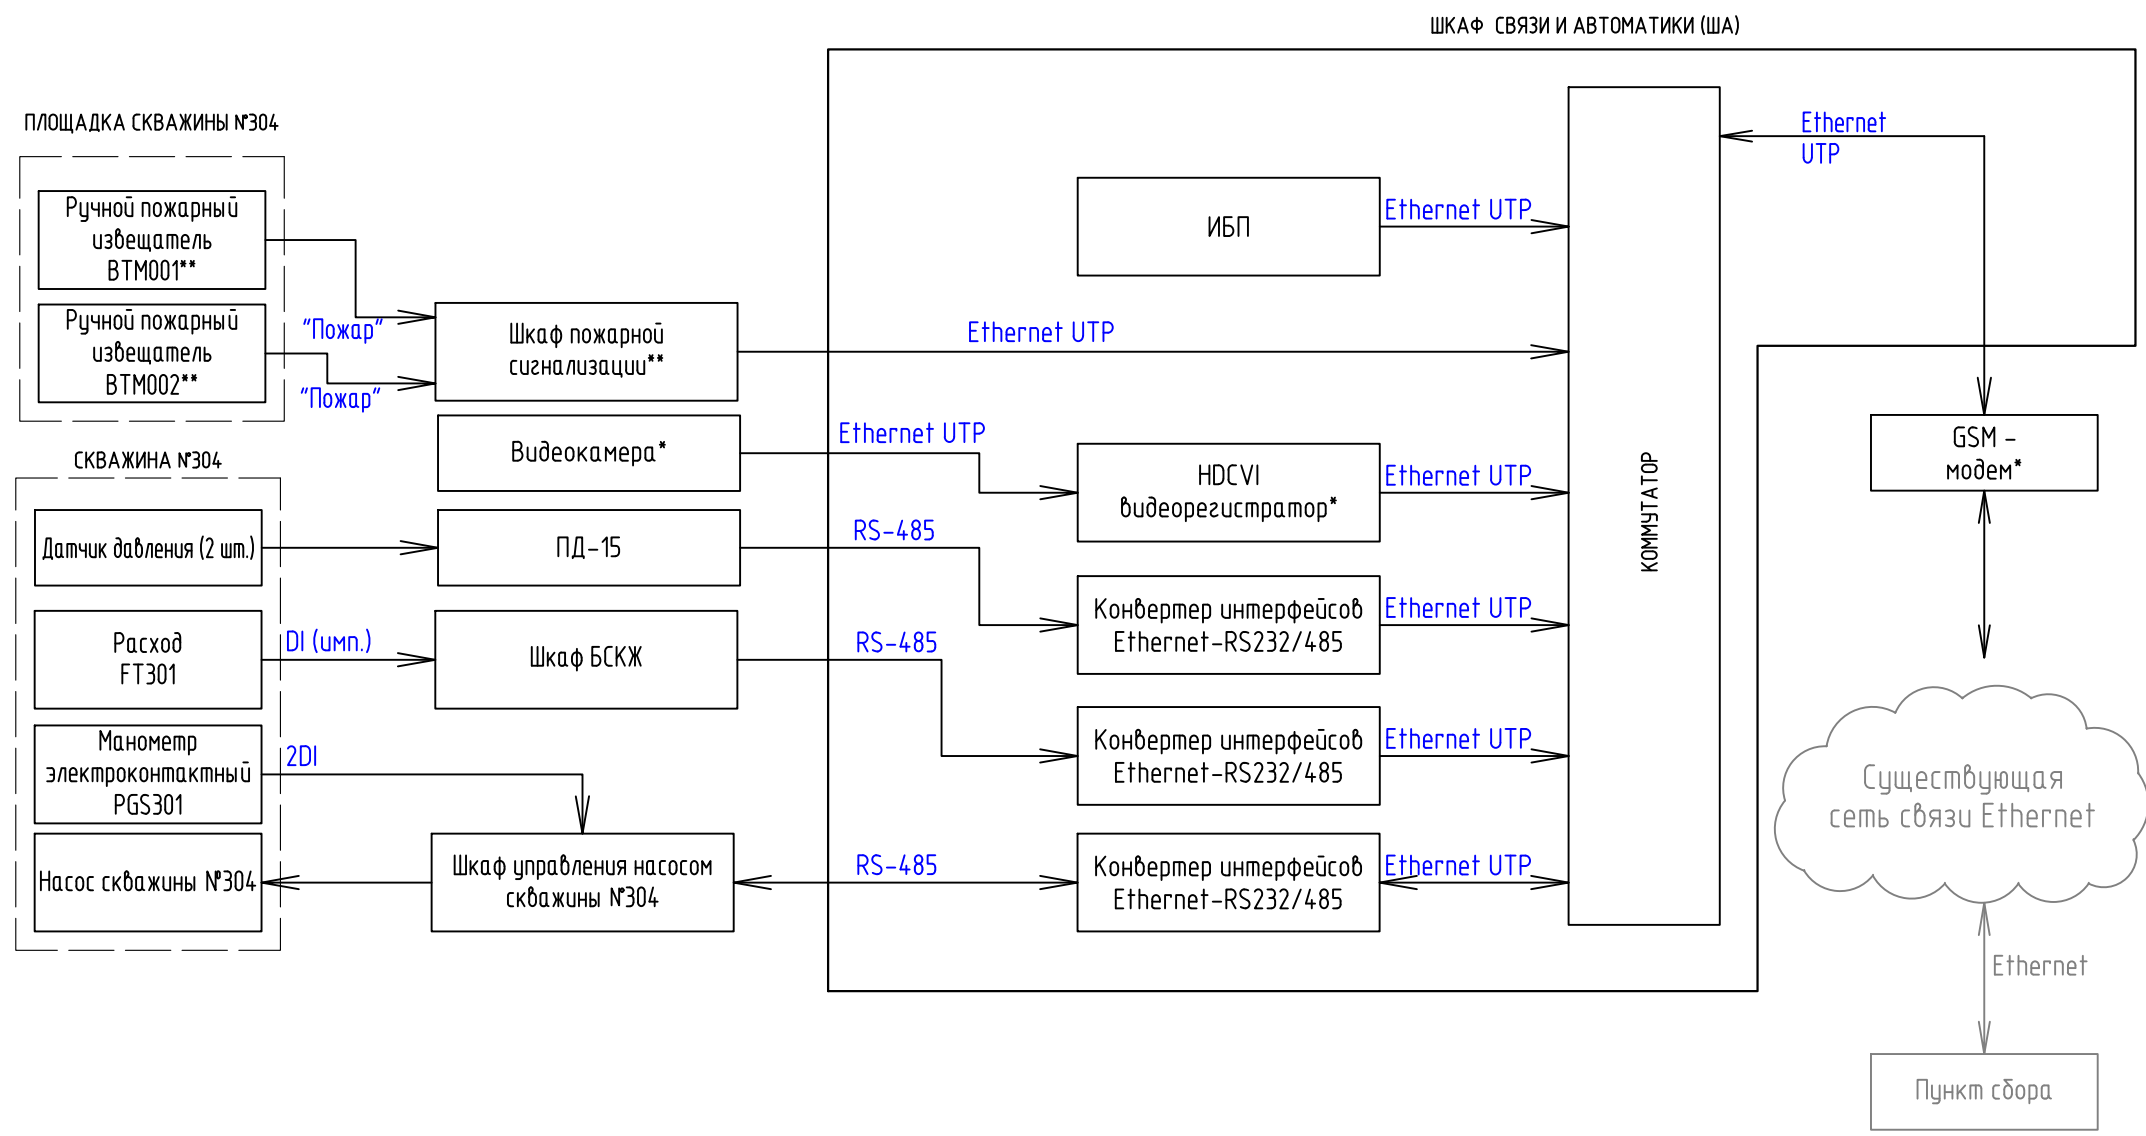 ШКАФ СВЯЗИ И АВТОМАТИКИ (ША)
ПЛОЩАДКА СКВАЖИНЫ №304
Ручной пожарный
извещатель
BTM001**
Ручной пожарный
извещатель
BTM002**
"Пожар"
"Пожар"
Шкаф пожарной
сигнализации**
Ethernet UTP
ИБП
Ethernet UTP
Ethernet
UTP
КОММУТАТОР
Видеокамера*
Ethernet UTP
HDCVI
видеорегистратор*
Ethernet UTP
GSM -
модем*
СКВАЖИНА №304
Датчик давления (2 шт.)
ПД-15
RS-485
Конвертер интерфейсов
Ethernet-RS232/485
Ethernet UTP
Расход
FT301
DI (имп.)
Шкаф БСКЖ
RS-485
Конвертер интерфейсов
Ethernet-RS232/485
Ethernet UTP
Манометр
электроконтактный
PGS301
2DI
Насос скважины №304
Шкаф управления насосом
скважины №304
RS-485
Конвертер интерфейсов
Ethernet-RS232/485
Ethernet UTP
Существующая
сеть связи Ethernet
Ethernet
Пункт сбора